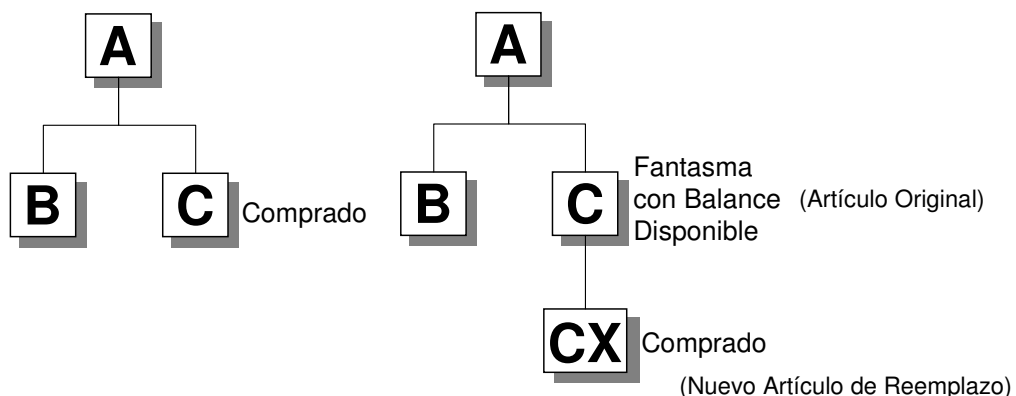 A
B
C
Comprado
A
B
C
Fantasma
con Balance
Disponible
(Artículo Original)
CX
Comprado
(Nuevo Artículo de Reemplazo)